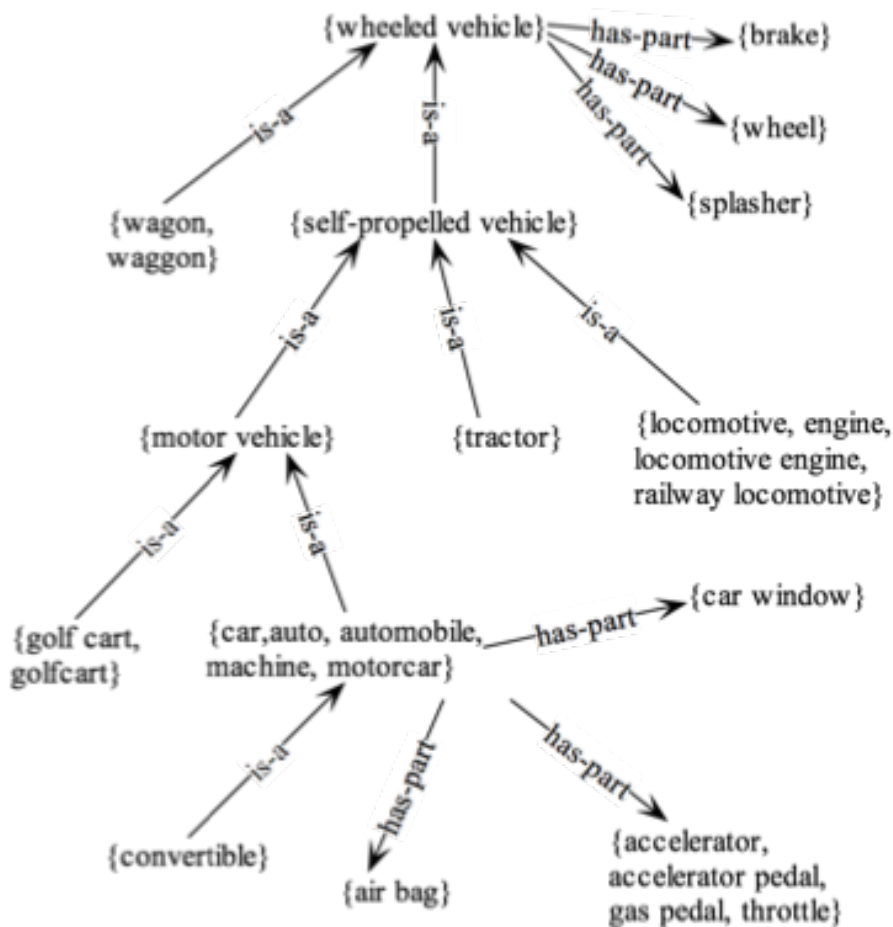 {wheeled vehicle}
has-part
{brake}
has-part
{wheel}
has-part
{splasher}
is-a
is-a
{wagon,
waggon}
{self-propelled vehicle}
is-a
is-a
is-a
{motor vehicle}
{tractor}
{locomotive, engine,
locomotive engine,
railway locomotive}
is-a
is-a
{golf cart,
golfcart}
{car,auto, automobile,
machine, motorcar}
has-part
{car window}
is-a
has-part
has-part
{convertible}
{air bag}
{accelerator,
accelerator pedal,
gas pedal, throttle}